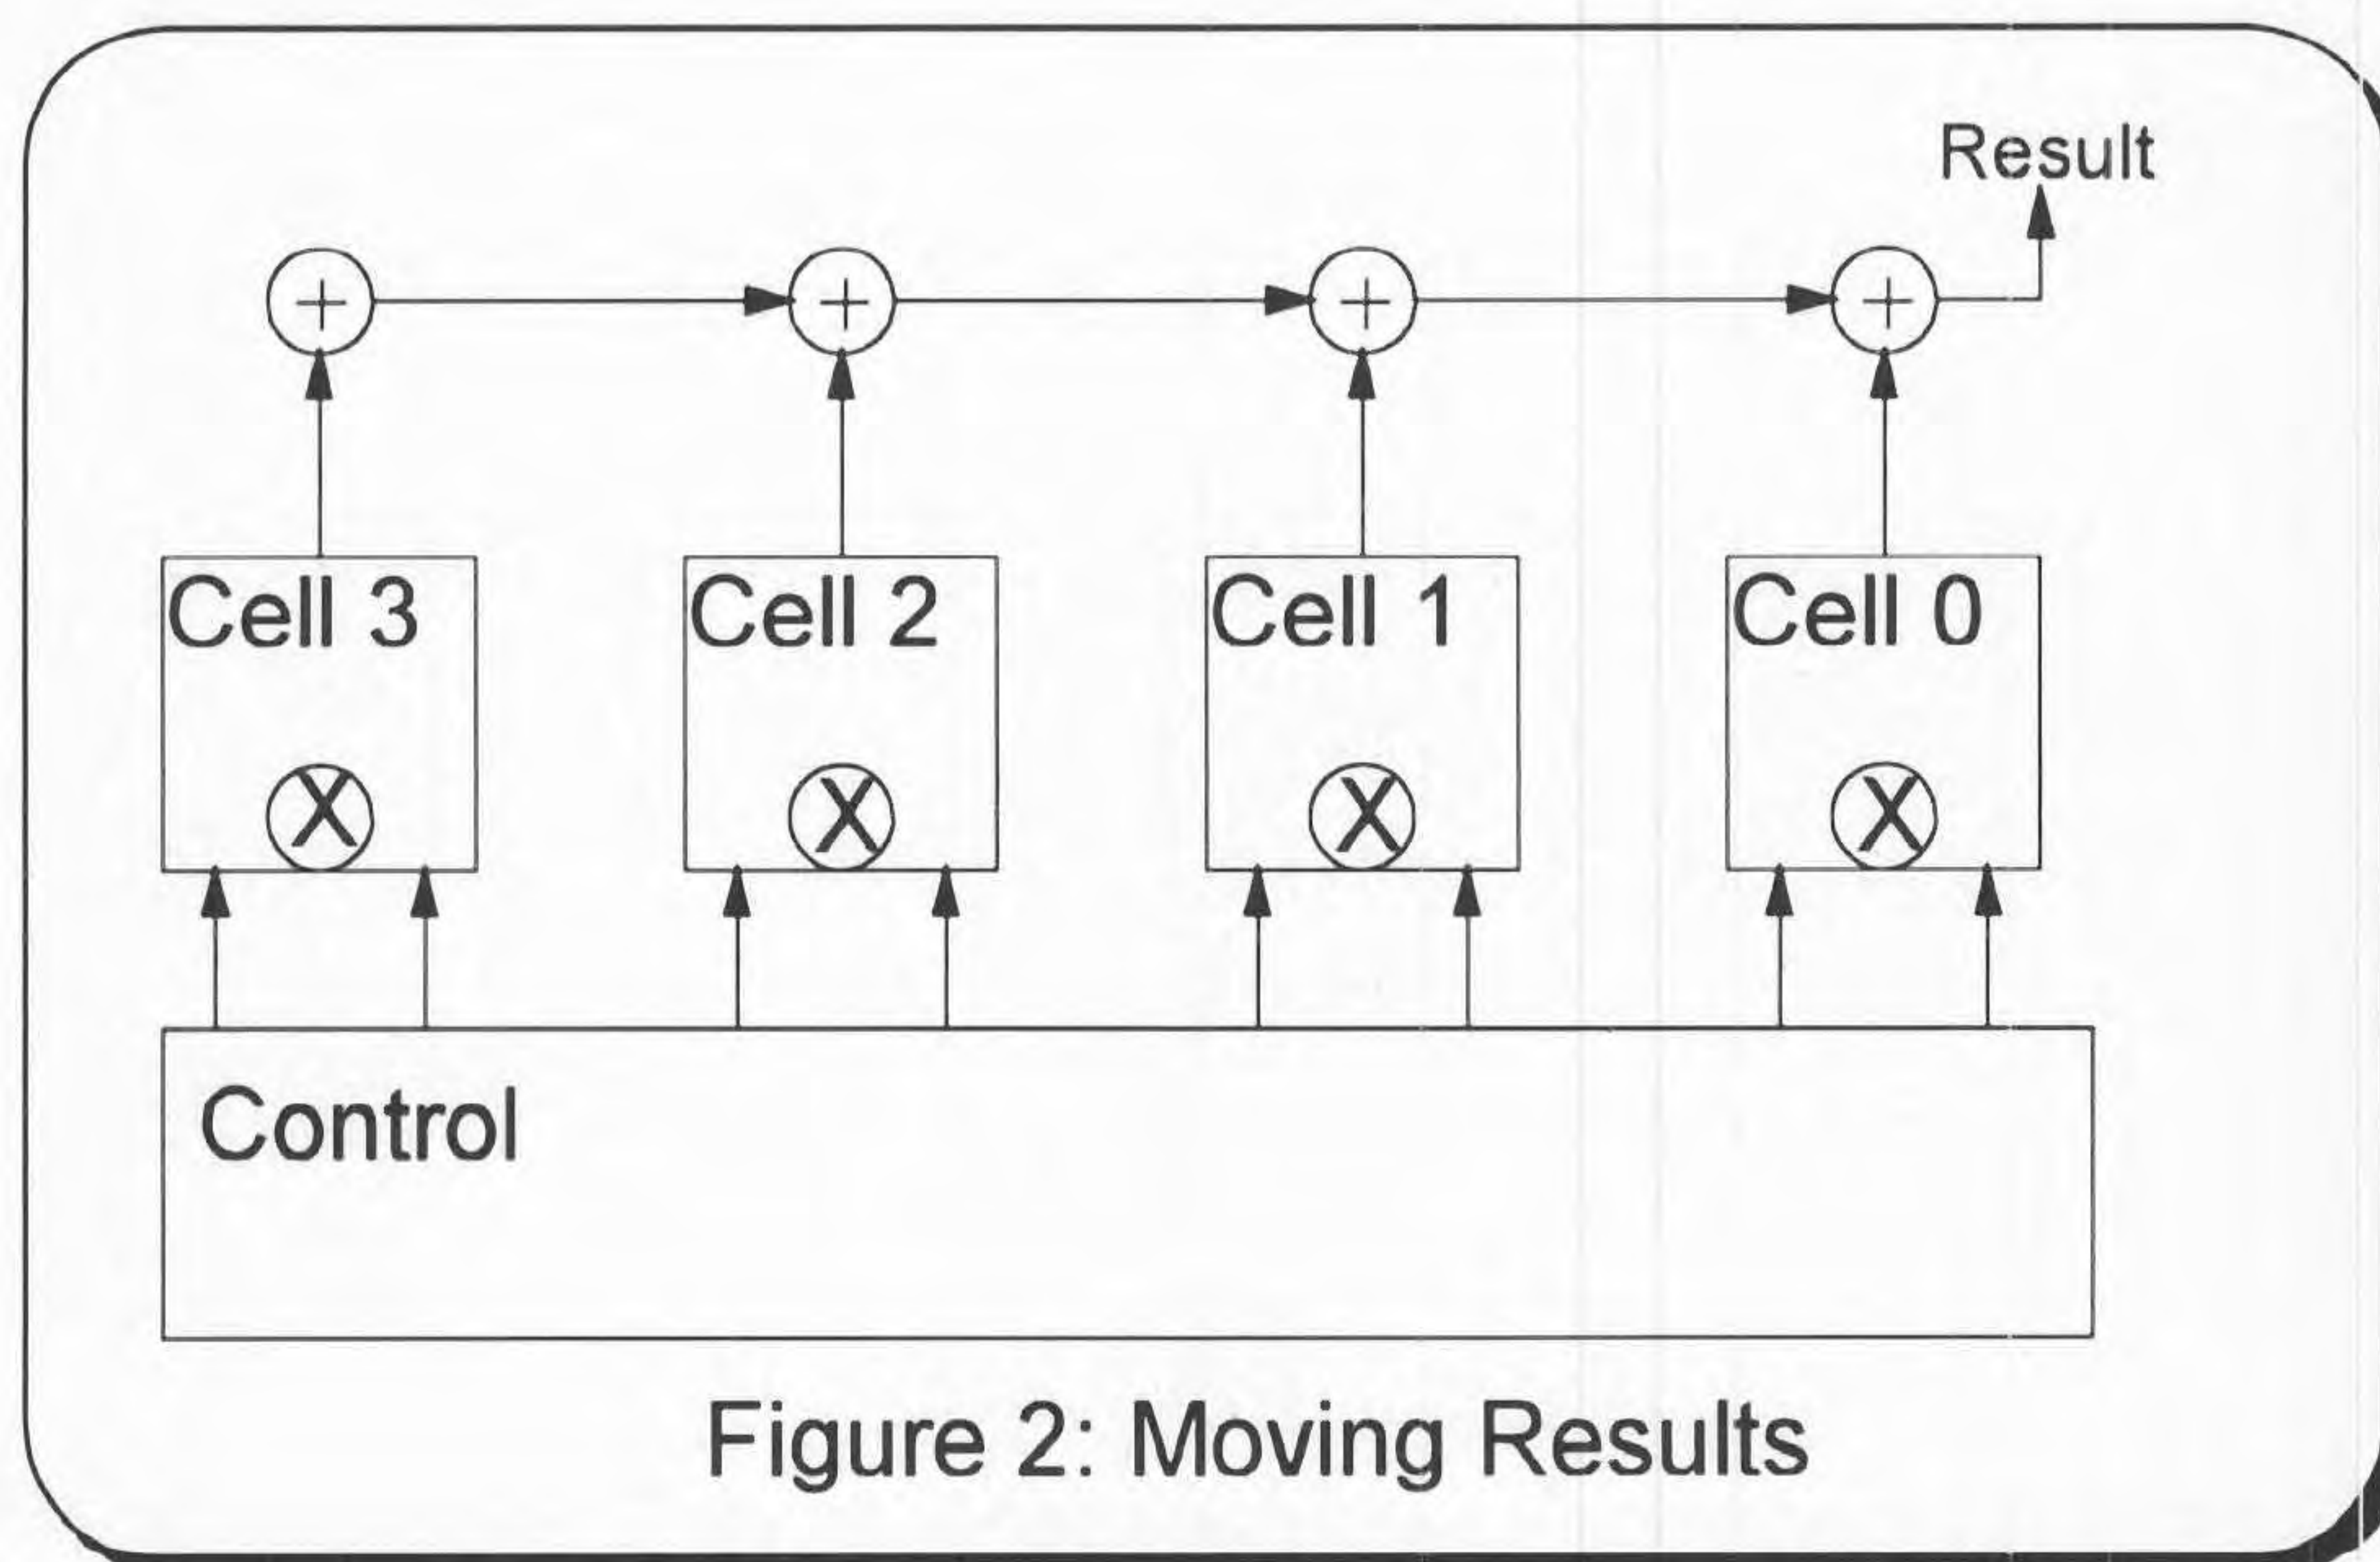 Result
+ + + +
Cell 3 Cell 2 Cell 1 Cell 0
X X X X
Control
Figure 2: Moving Results